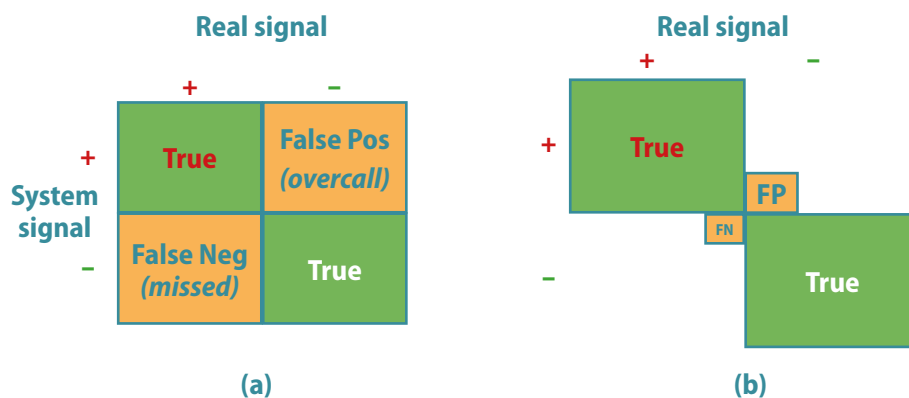 Real signal
+ −
+
True
False Pos
(overcall)
System
signal
−
False Neg
(missed)
True
(a)
Real signal
+ −
+
True
FP
FN
−
True
(b)